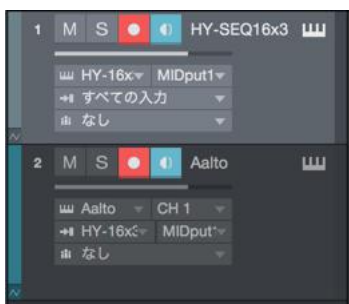 1 M S HY-SEQ16x3
HY-16x MIDput1
すべての入力
なし
2 M S Aalto
Aalto CH 1
HY-16x3 MIDput
なし